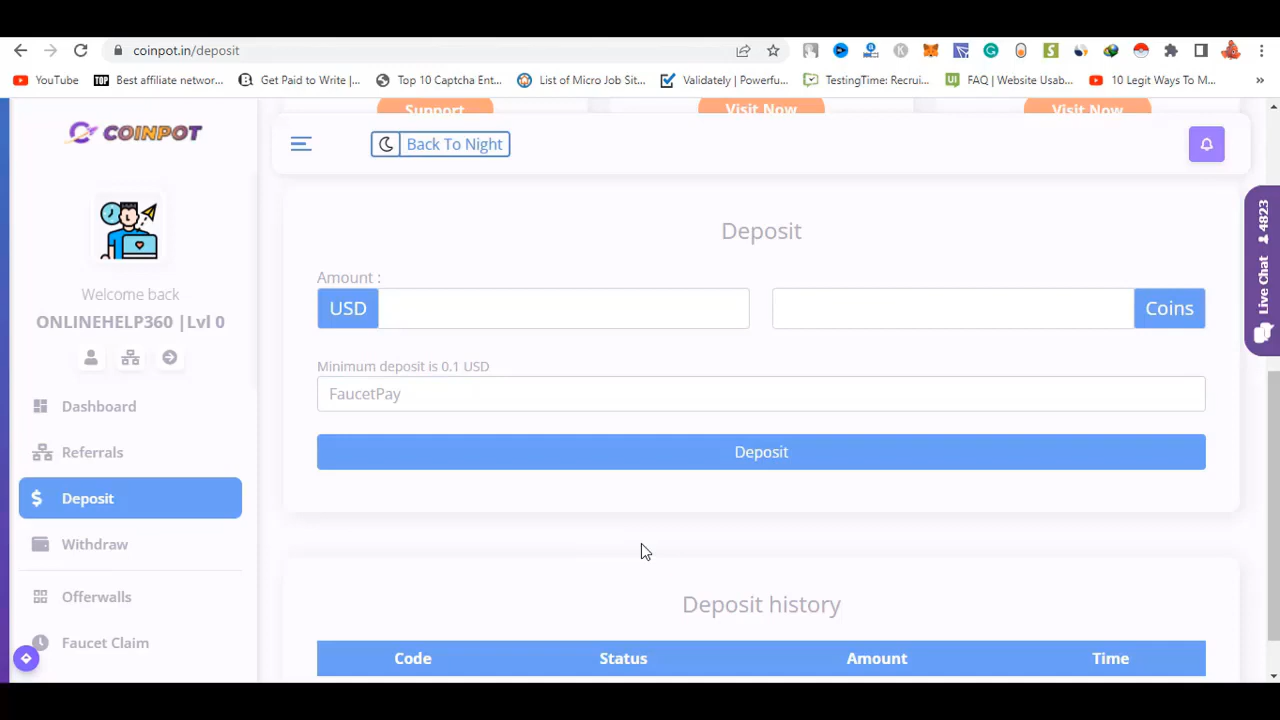 coinpot.in/deposit
YouTube
TOP Best affiliate networ...
Get Paid to Write |...
Top 10 Captcha Ent...
List of Micro Job Sit...
Validately | Powerfu...
TestingTime: Recrui...
UI FAQ | Website Usab...
10 Legit Ways To M...
»
Support
Visit Now
Visit Now
COINPOT
Back To Night
Live Chat 4823
Welcome back
ONLINEHELP360 |Lvl 0
Dashboard
Referrals
Deposit
Withdraw
Offerwalls
Faucet Claim
Deposit
Amount :
USD
Coins
Minimum deposit is 0.1 USD
FaucetPay
Deposit
Deposit history
Code Status Amount Time